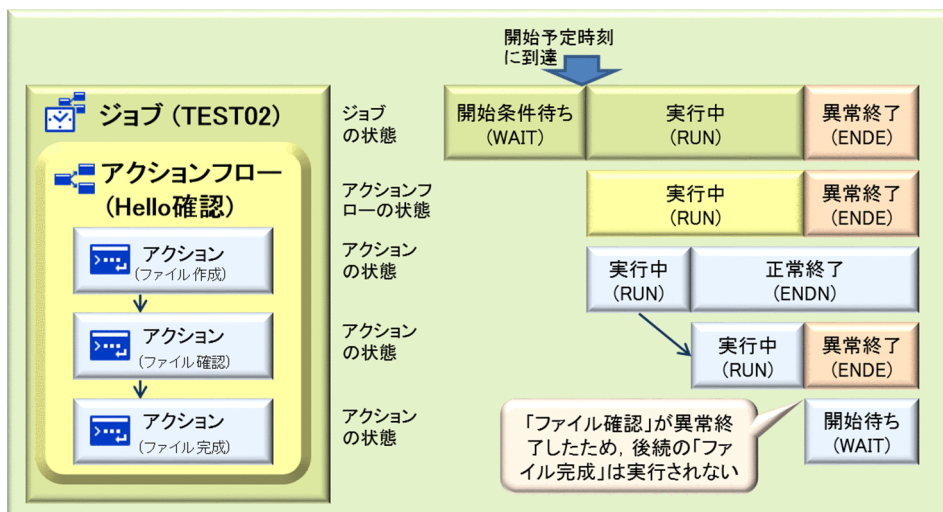 開始予定時刻
に到達
ジョブ (TEST02)
アクションフロー
(Hello確認)
アクション
(ファイル作成)
アクション
(ファイル確認)
アクション
(ファイル完成)
ジョブ
の状態
開始条件待ち
(WAIT)
実行中
(RUN)
異常終了
(ENDE)
アクションフ
ローの状態
実行中
(RUN)
異常終了
(ENDE)
アクション
の状態
実行中
(RUN)
正常終了
(ENDN)
アクション
の状態
実行中
(RUN)
異常終了
(ENDE)
アクション
の状態
「ファイル確認」が異常終
了したため, 後続の「ファ
イル完成」は実行されない
開始待ち
(WAIT)